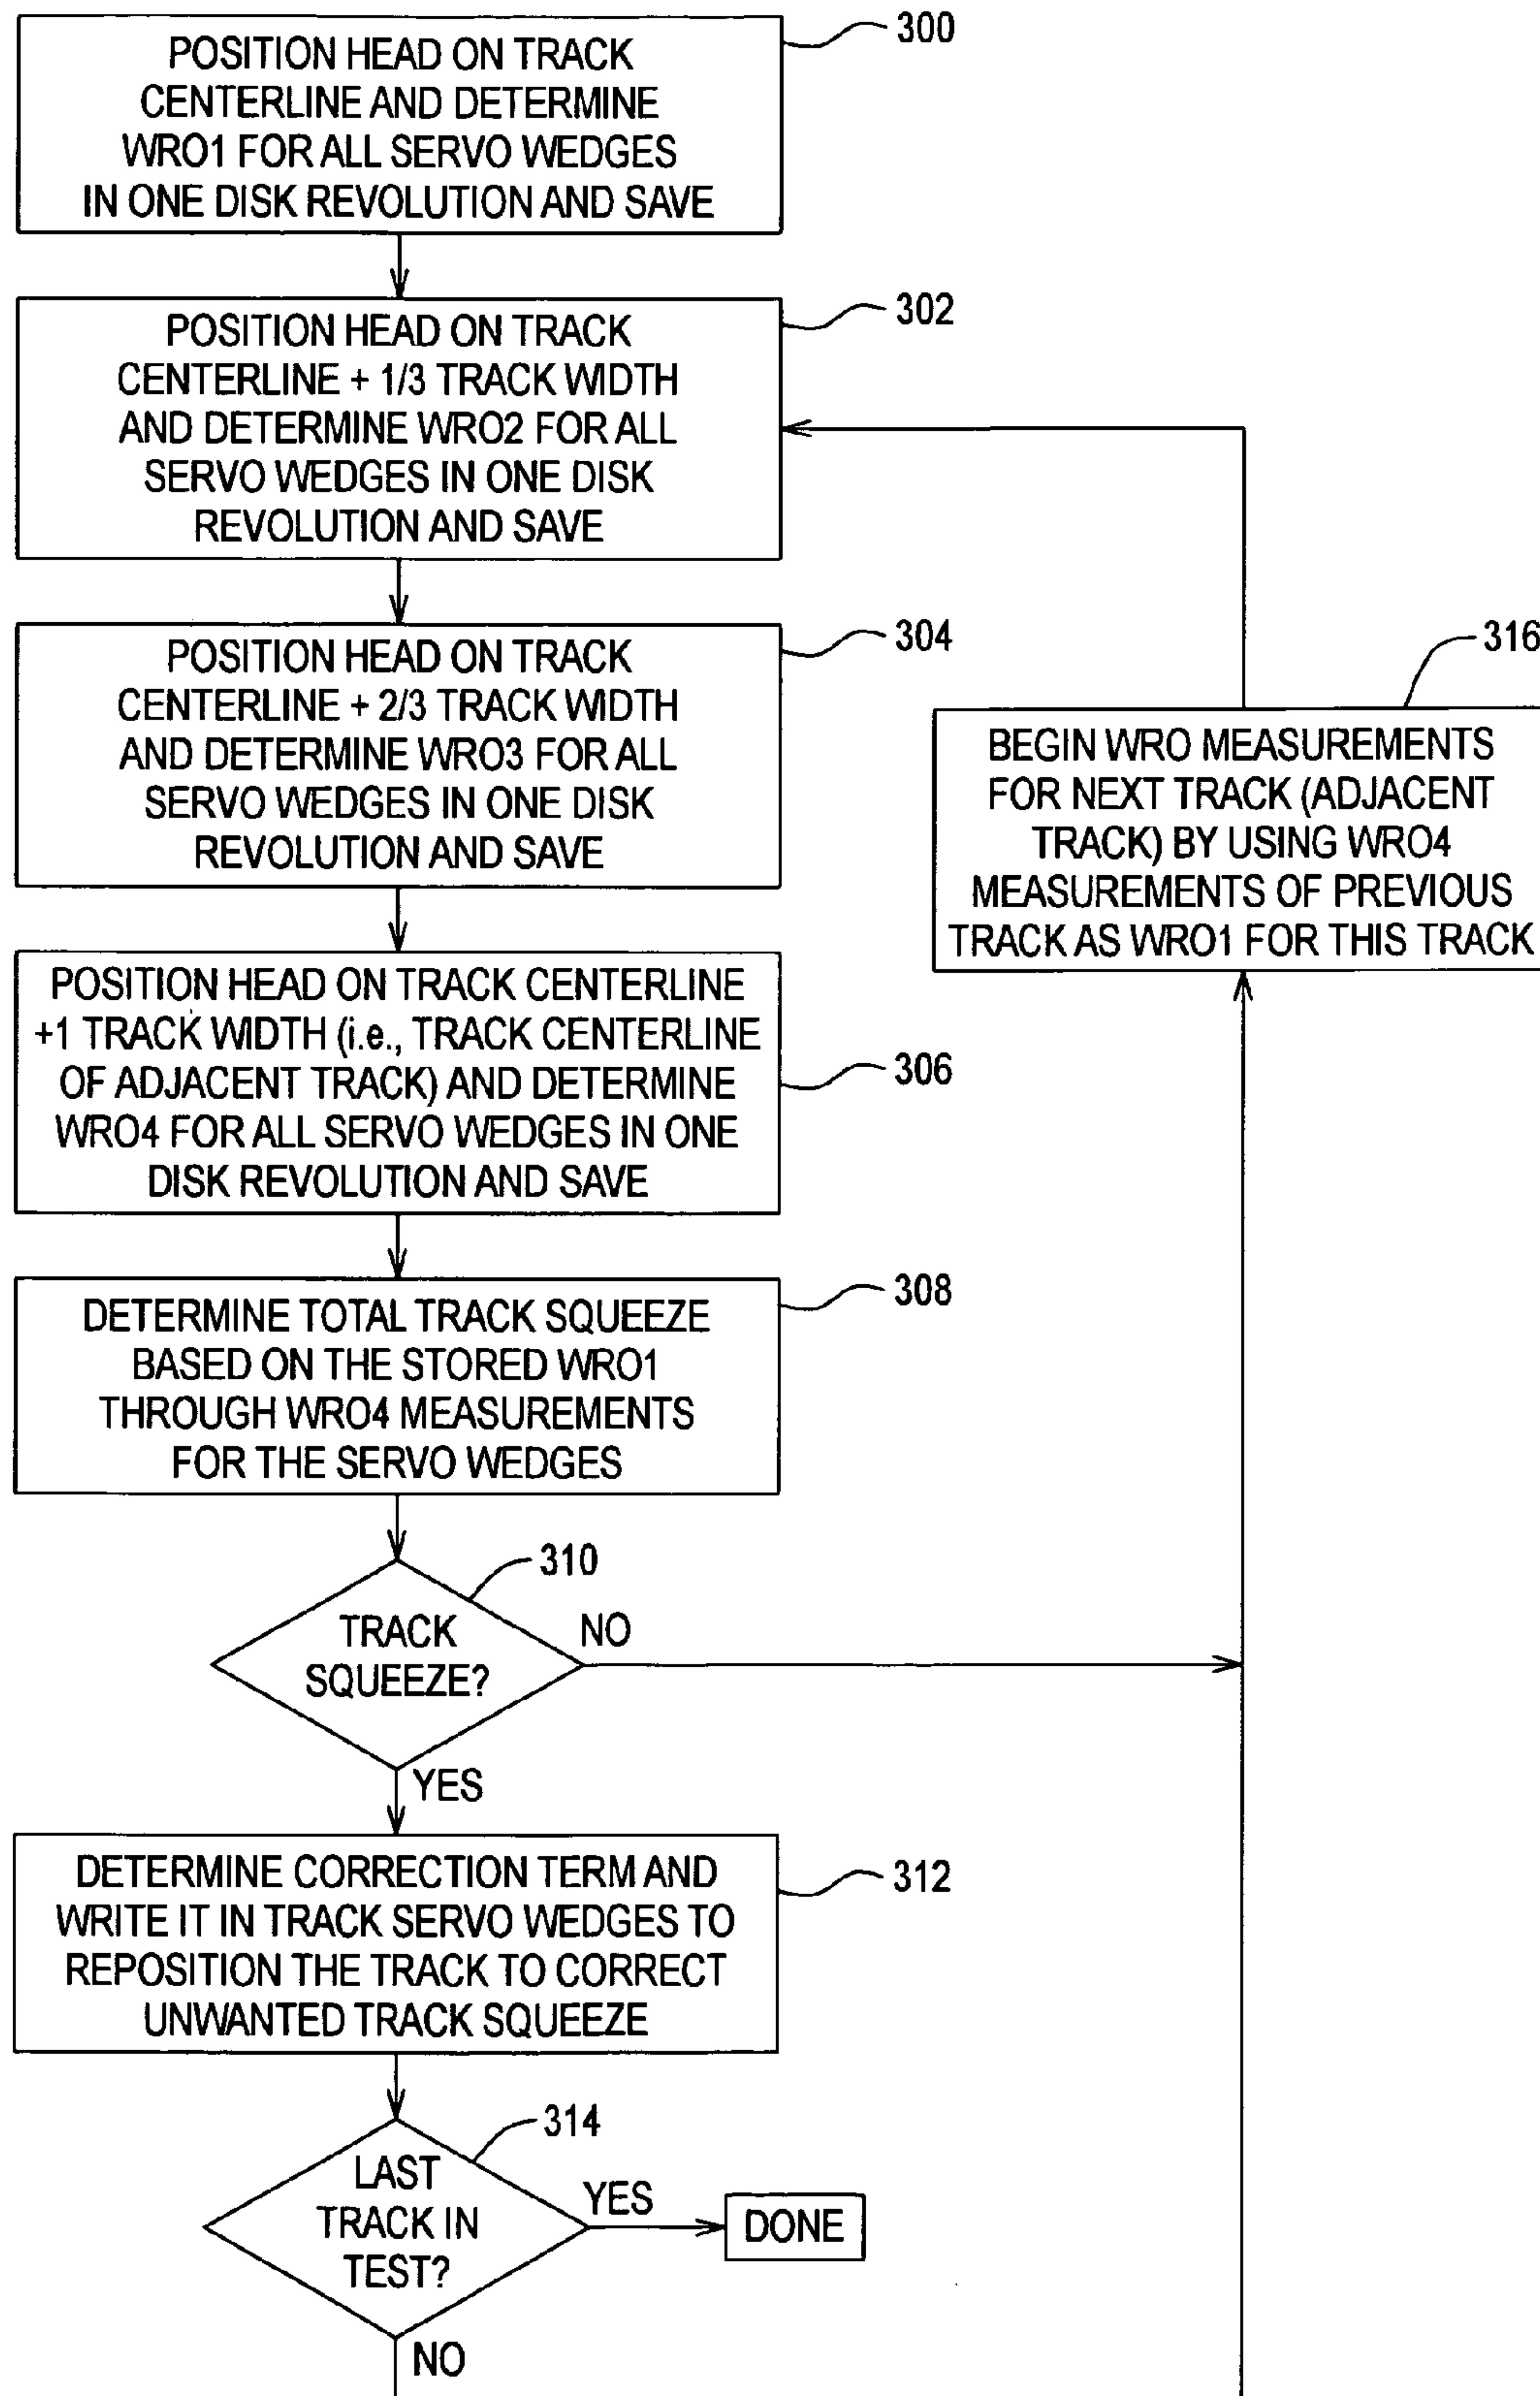 300
POSITION HEAD ON TRACK
CENTERLINE AND DETERMINE
WRO1 FOR ALL SERVO WEDGES
IN ONE DISK REVOLUTION AND SAVE
302
POSITION HEAD ON TRACK
CENTERLINE + 1/3 TRACK WIDTH
AND DETERMINE WRO2 FOR ALL
SERVO WEDGES IN ONE DISK
REVOLUTION AND SAVE
304
POSITION HEAD ON TRACK
CENTERLINE + 2/3 TRACK WIDTH
AND DETERMINE WRO3 FOR ALL
SERVO WEDGES IN ONE DISK
REVOLUTION AND SAVE
316
BEGIN WRO MEASUREMENTS
FOR NEXT TRACK (ADJACENT
TRACK) BY USING WRO4
MEASUREMENTS OF PREVIOUS
TRACK AS WRO1 FOR THIS TRACK
POSITION HEAD ON TRACK CENTERLINE
+1 TRACK WIDTH (i.e., TRACK CENTERLINE
OF ADJACENT TRACK) AND DETERMINE
WRO4 FOR ALL SERVO WEDGES IN ONE
DISK REVOLUTION AND SAVE
306
308
DETERMINE TOTAL TRACK SQUEEZE
BASED ON THE STORED WRO1
THROUGH WRO4 MEASUREMENTS
FOR THE SERVO WEDGES
310
TRACK
SQUEEZE?
NO
YES
312
DETERMINE CORRECTION TERM AND
WRITE IT IN TRACK SERVO WEDGES TO
REPOSITION THE TRACK TO CORRECT
UNWANTED TRACK SQUEEZE
314
LAST
TRACK IN
TEST?
YES
DONE
NO